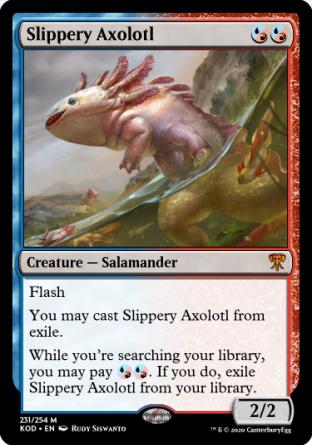 Slippery Axolotl
Creature — Salamander
Flash
You may cast Slippery Axolotl from
exile.
While you're searching your library,
you may pay . If you do, exile
Slippery Axolotl from your library.
2/2
231/254 M
KOD • EN Rudy Siswanto
™ & © 2020 CanterburyEgg